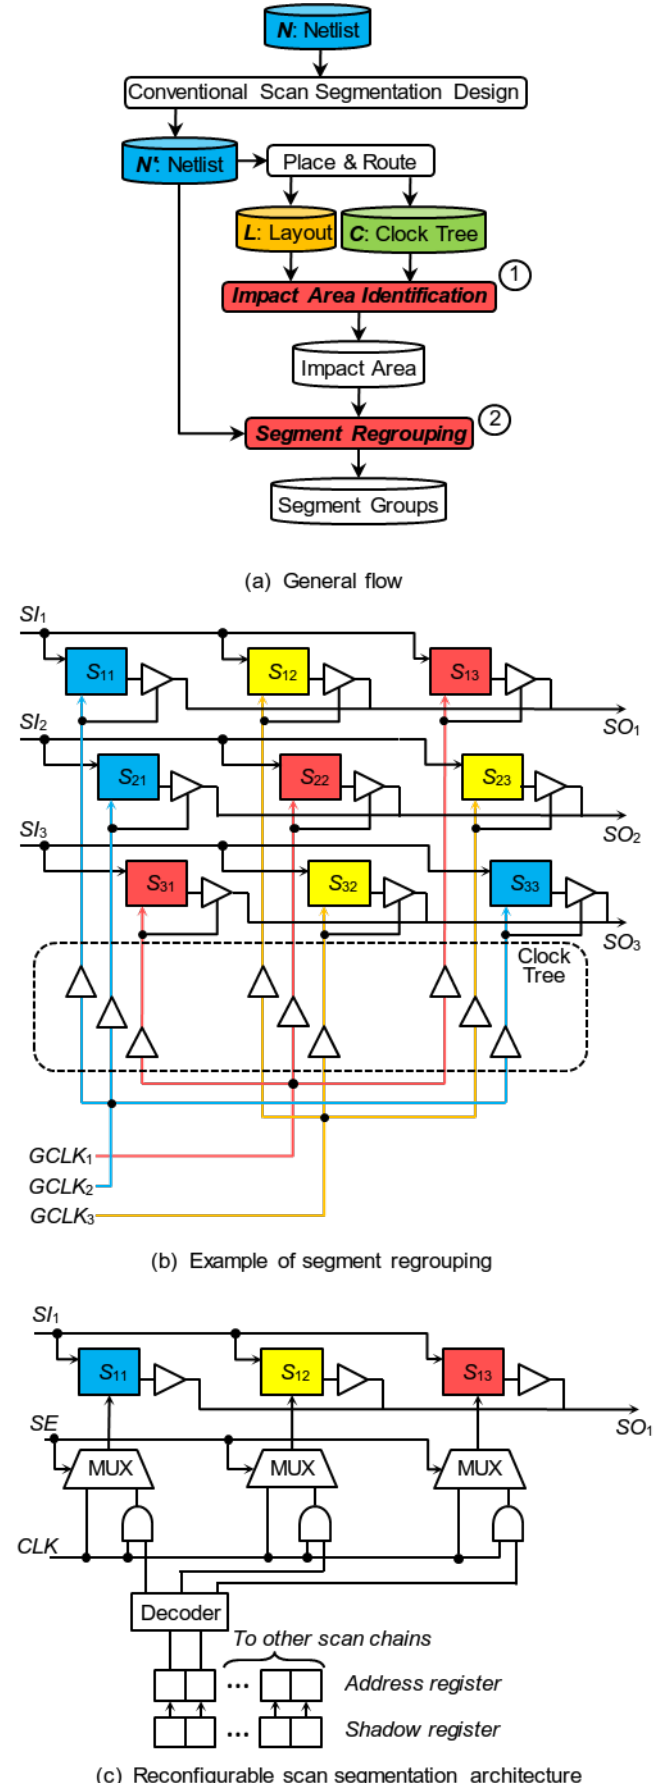 N: Netlist
Conventional Scan Segmentation Design
N': Netlist
Place & Route
L: Layout
C: Clock Tree
Impact Area Identification
1
Impact Area
Segment Regrouping
2
Segment Groups
(a) General flow
SI1
S11
S12
S13
SO1
SI2
S21
S22
S23
SO2
SI3
S31
S32
S33
SO3
Clock
Tree
GCLK1
GCLK2
GCLK3
(b) Example of segment regrouping
SI1
S11
S12
S13
SO1
SE
MUX
MUX
MUX
CLK
Decoder
To other scan chains
...
Address register
...
Shadow register
(c) Reconfigurable scan segmentation architecture